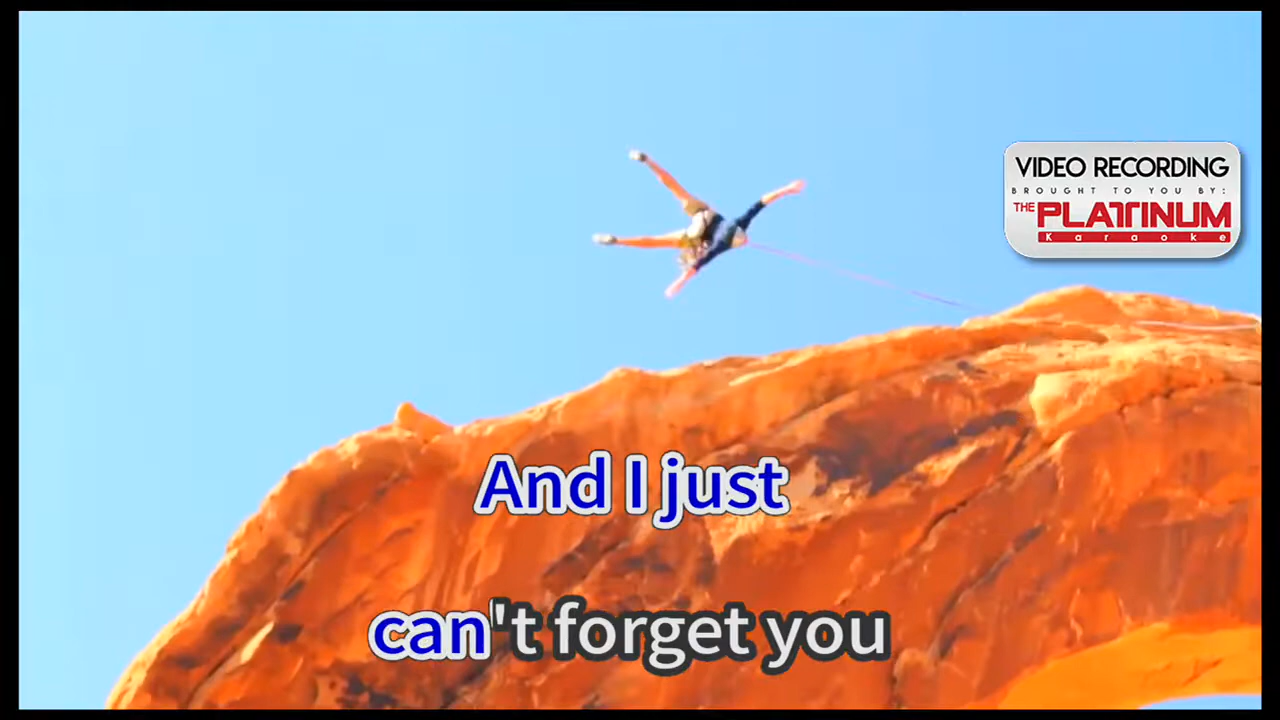 VIDEO RECORDING
BROUGHT TO YOU BY:
THE PLATINUM
Karaoke
And I just
can't forget you